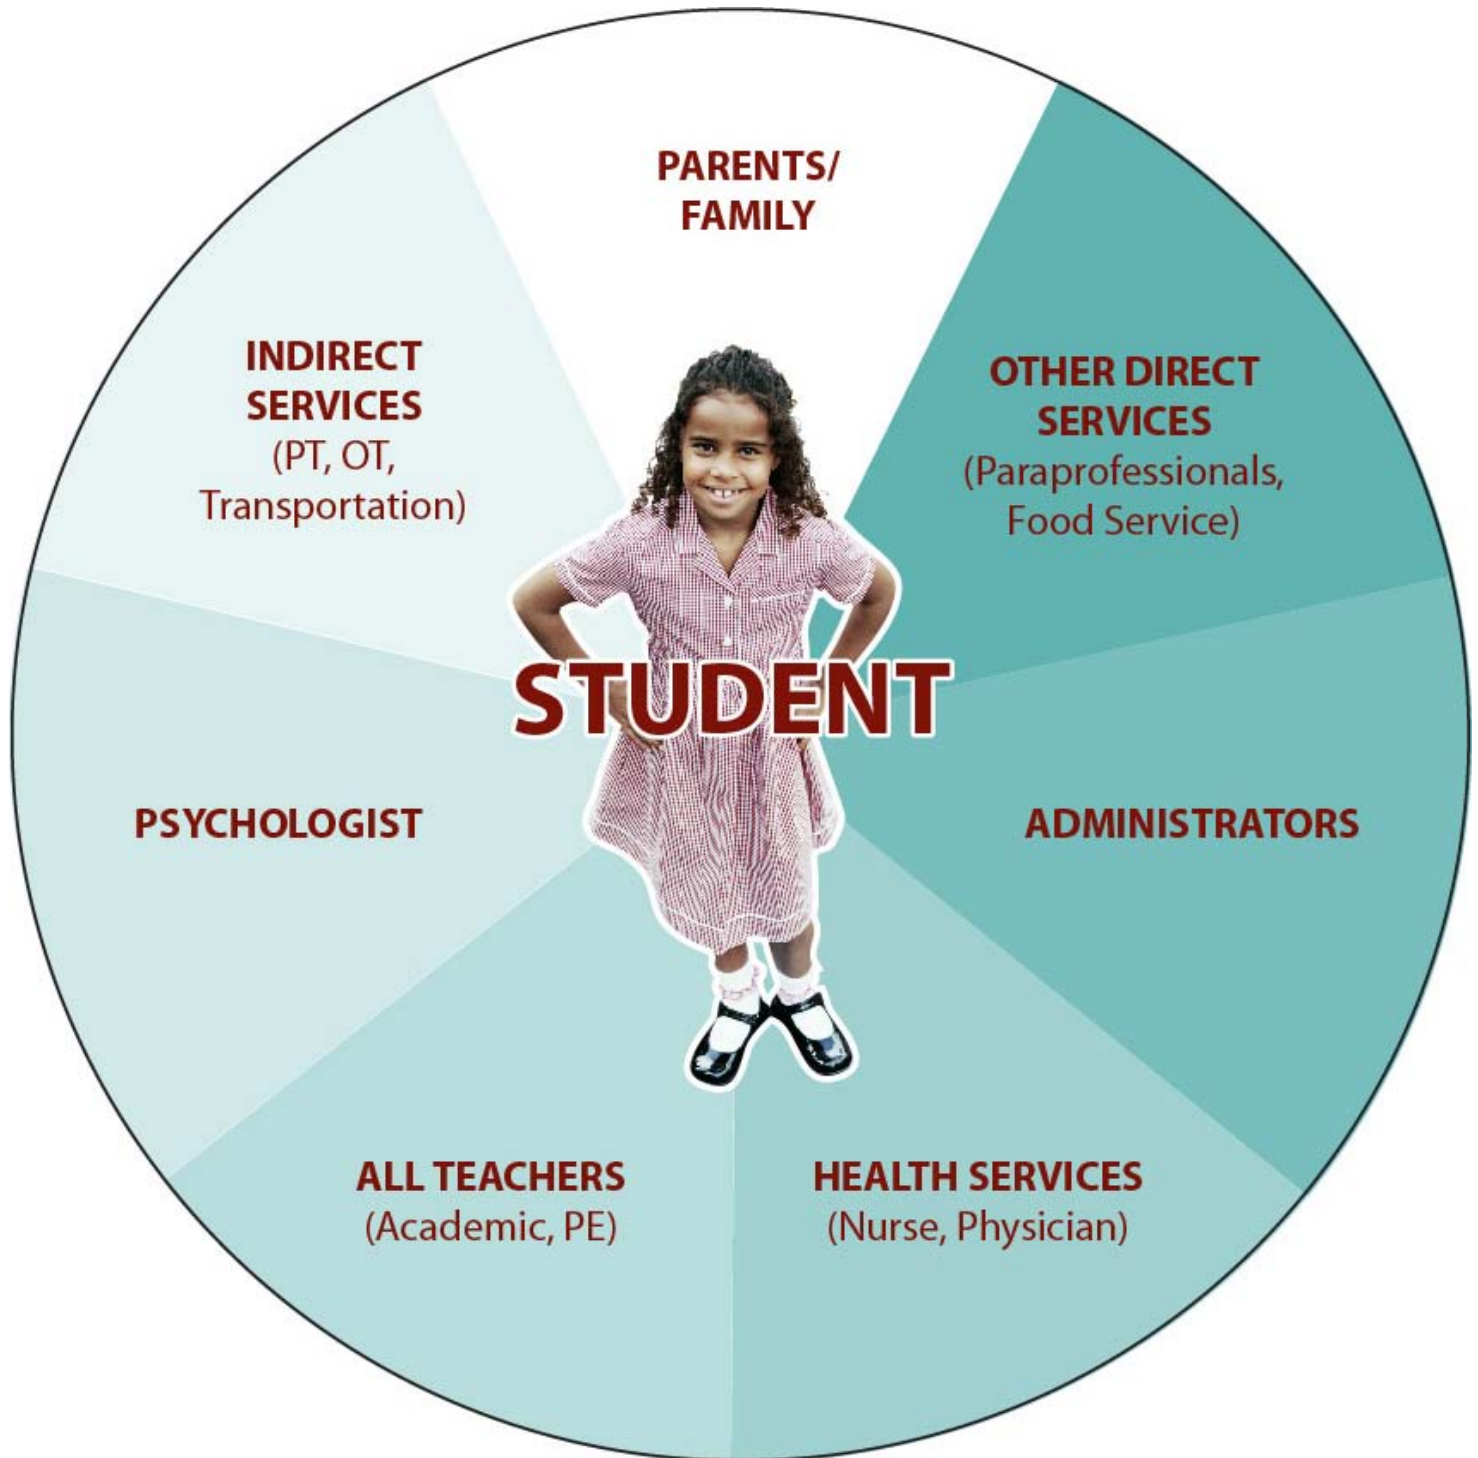 PARENTS/
FAMILY
OTHER DIRECT
SERVICES
(Paraprofessionals,
Food Service)
ADMINISTRATORS
HEALTH SERVICES
(Nurse, Physician)
ALL TEACHERS
(Academic, PE)
PSYCHOLOGIST
INDIRECT
SERVICES
(PT, OT,
Transportation)
STUDENT